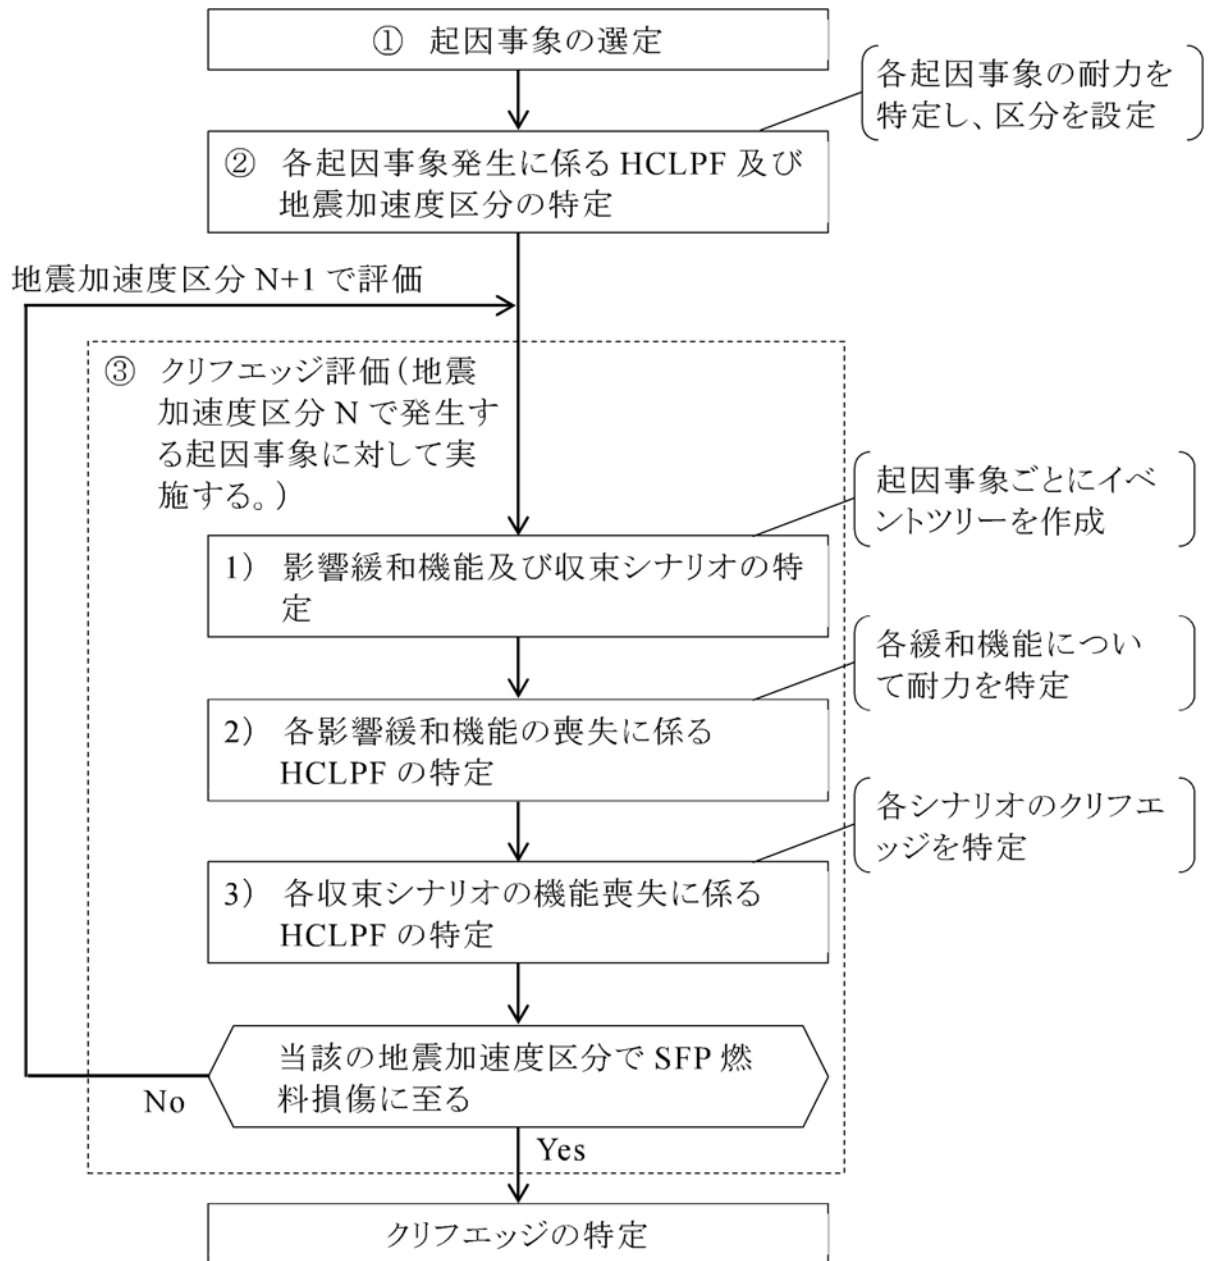 ① 起因事象の選定
各起因事象の耐力を
特定し、区分を設定
② 各起因事象発生に係る HCLPF 及び
地震加速度区分の特定
地震加速度区分 N+1 で評価
③ クリフエッジ評価(地震
加速度区分 N で発生す
る起因事象に対して実
施する。)
起因事象ごとにイベ
ントツリーを作成
1) 影響緩和機能及び収束シナリオの特
定
各緩和機能につい
て耐力を特定
2) 各影響緩和機能の喪失に係る
HCLPF の特定
各シナリオのクリフエ
ッジを特定
3) 各収束シナリオの機能喪失に係る
HCLPF の特定
当該の地震加速度区分で SFP 燃
料損傷に至る
No
Yes
クリフエッジの特定